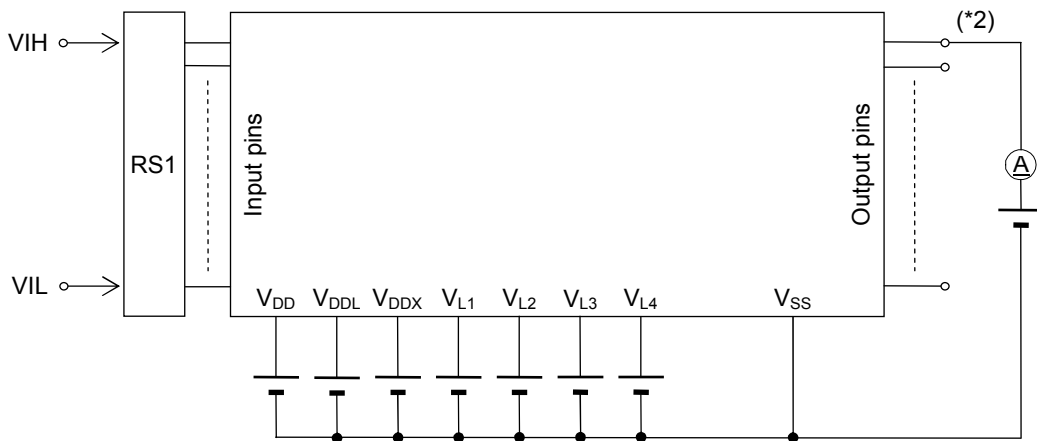 (*2)
VIH
RS1
Input pins
Output pins
A
VIL
VDD
VDDL
VDDX
VL1
VL2
VL3
VL4
VSS